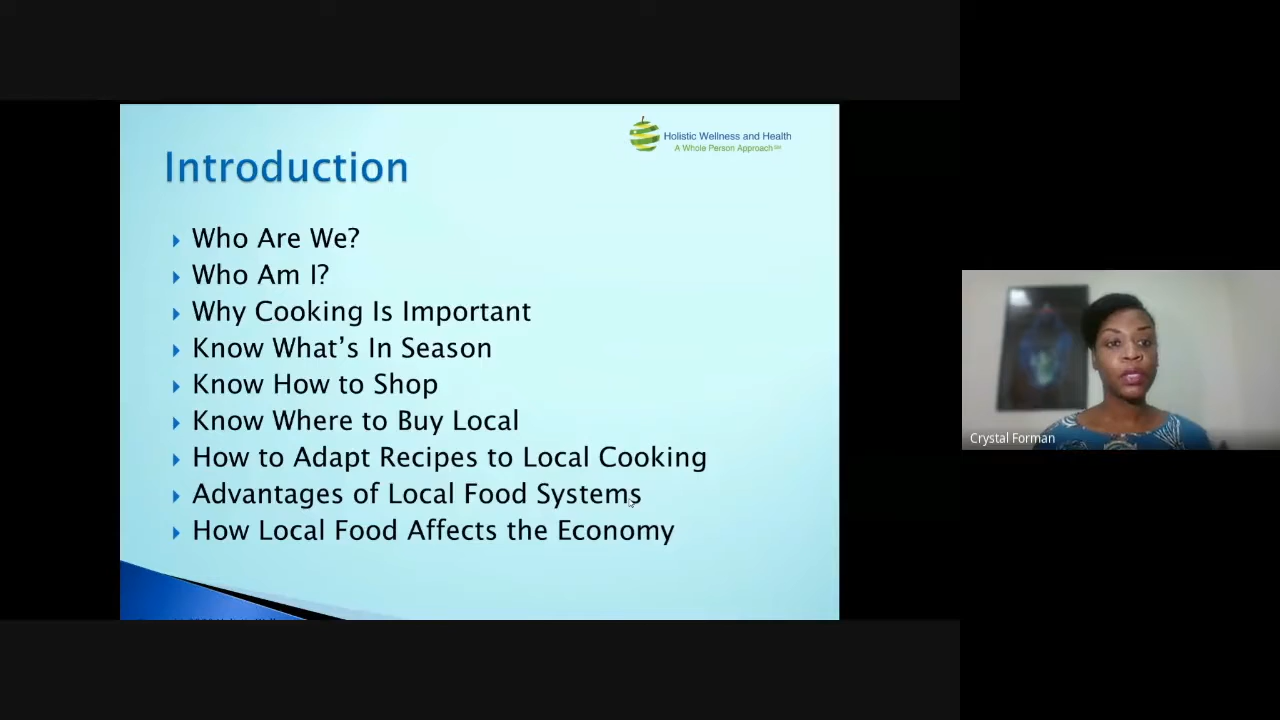 Holistic Wellness and Health
A Whole Person Approach
Introduction
Who Are We?
Who Am I?
Why Cooking Is Important
Know What's In Season
Know How to Shop
Know Where to Buy Local
How to Adapt Recipes to Local Cooking
Advantages of Local Food Systems
How Local Food Affects the Economy
Crystal Forman